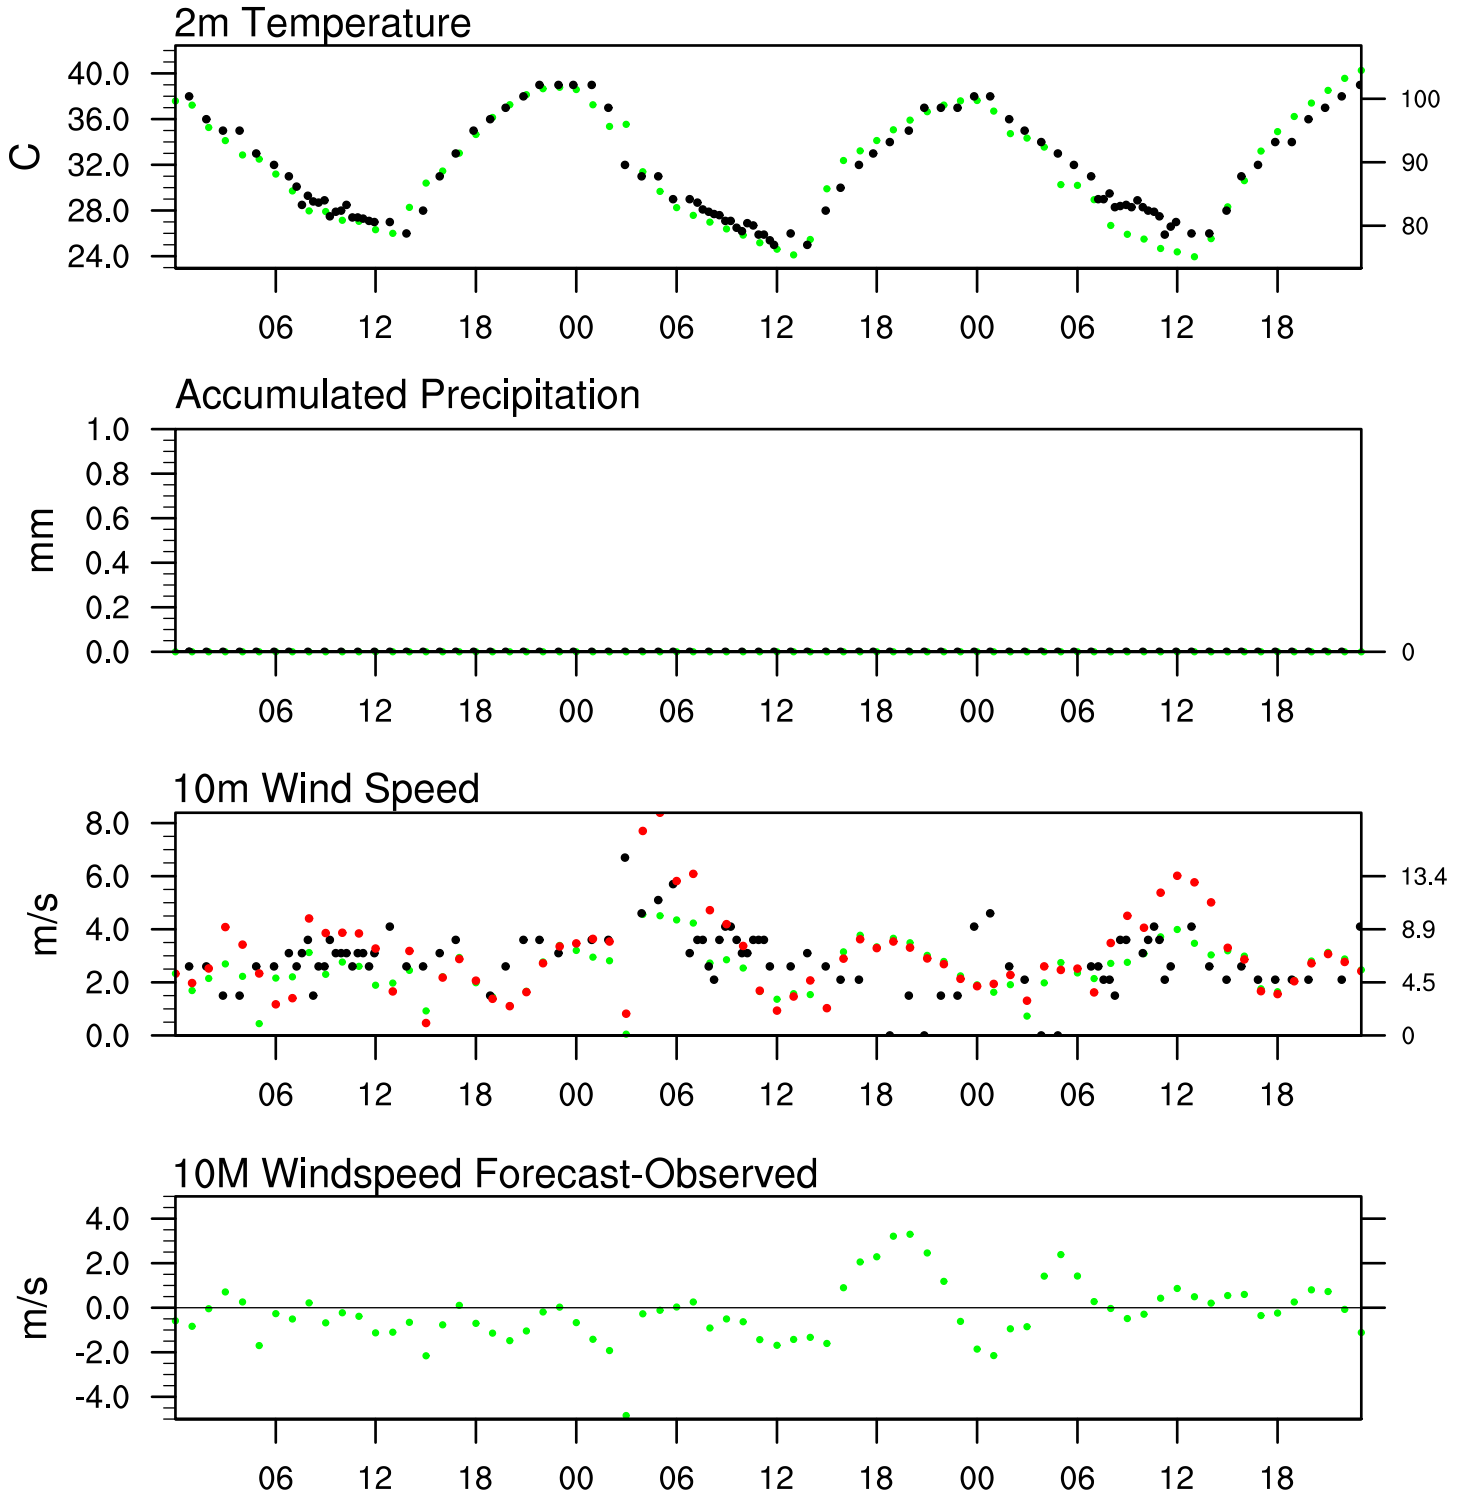 2m Temperature
40.0
36.0
32.0
28.0
24.0
C
100
90
80
06 12 18 00 06 12 18 00 06 12 18
Accumulated Precipitation
1.0
0.8
0.6
0.4
0.2
0.0
mm
0
06 12 18 00 06 12 18 00 06 12 18
10m Wind Speed
8.0
6.0
4.0
2.0
0.0
m/s
13.4
8.9
4.5
0
06 12 18 00 06 12 18 00 06 12 18
10M Windspeed Forecast-Observed
4.0
2.0
0.0
-2.0
-4.0
m/s
06 12 18 00 06 12 18 00 06 12 18